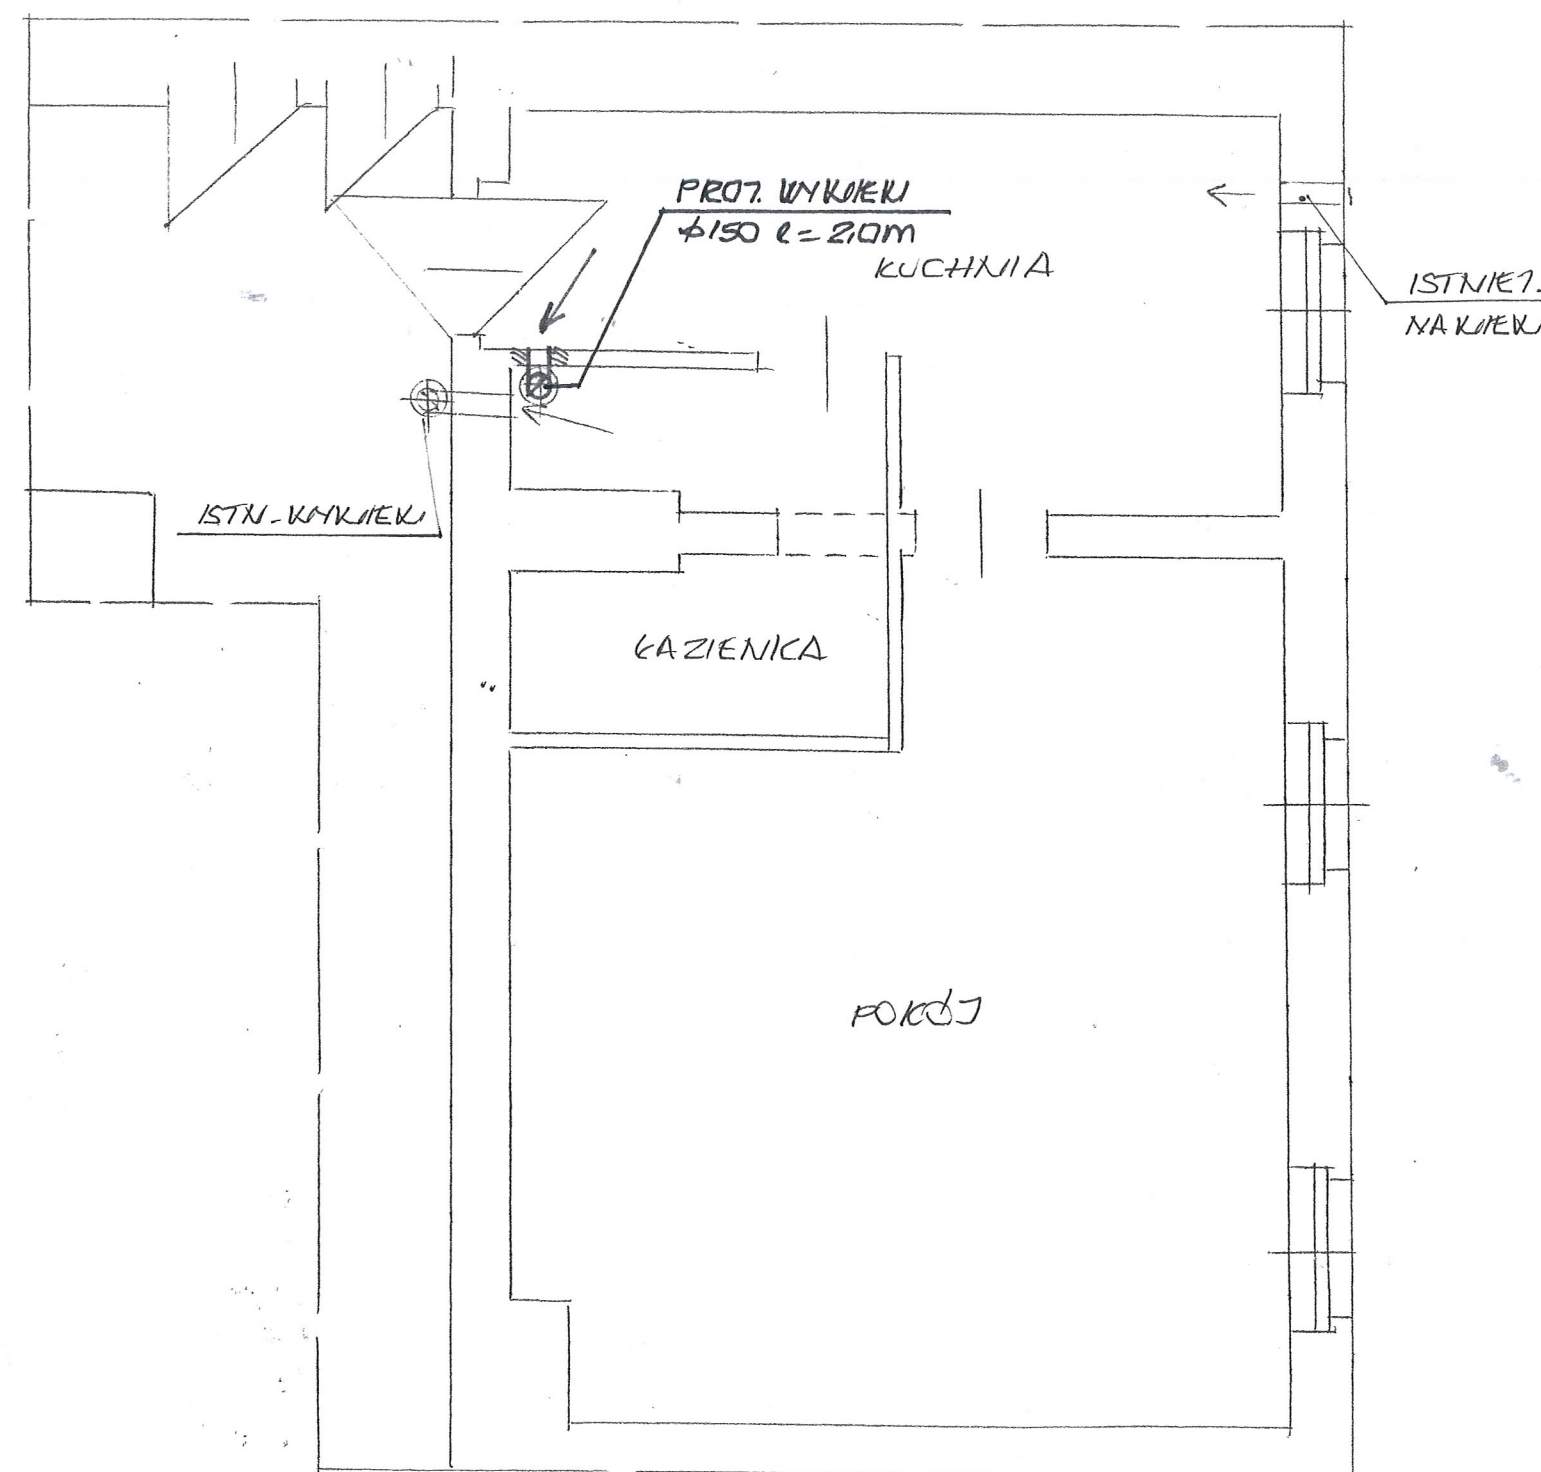 PROJ. WYWIEW
ϕ150 l=2,0m
KUCHNIA
ISTNIEJ.
NAWIEW
ISTN. WYWIEW
ŁAZIENKA
POKÓJ